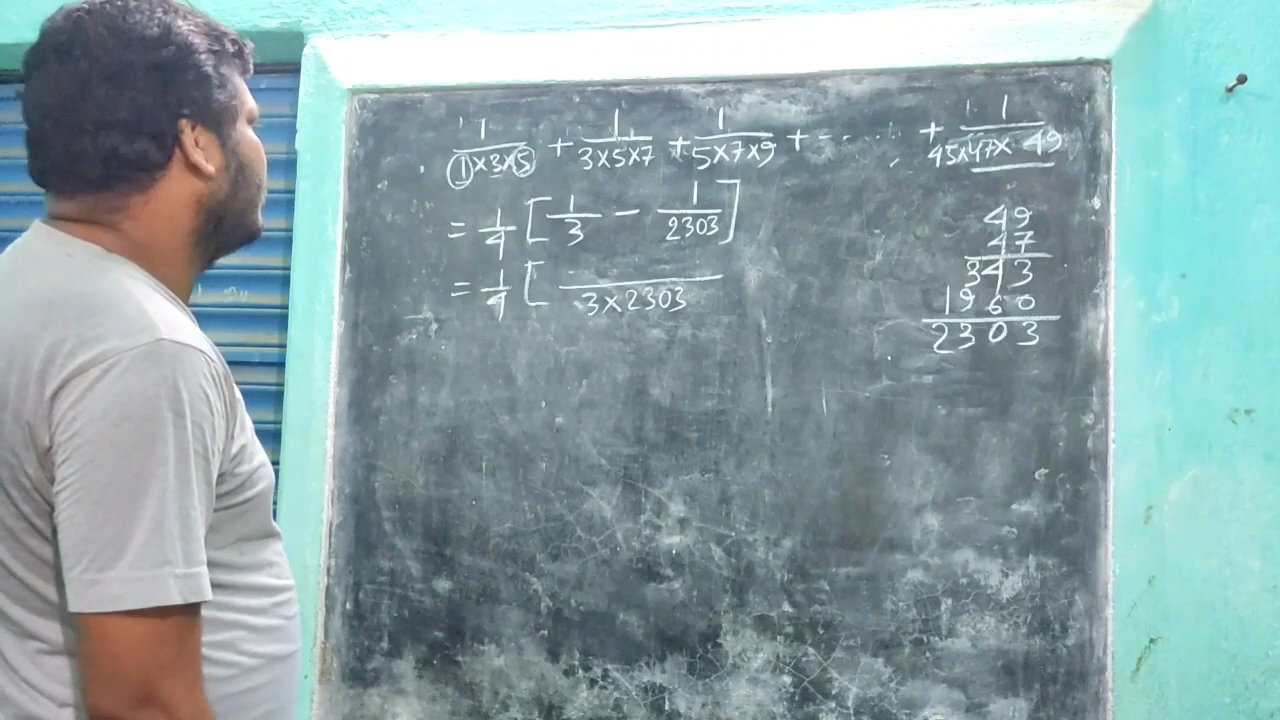 1/(1×3×5) + 1/(3×5×7) + 1/(5×7×9) + ....... + 1/(45×47×49)
= 1/4 [ 1/3 − 1/2303 ]
= 1/4 [ /(3×2303)
49
47
343
1960
2303